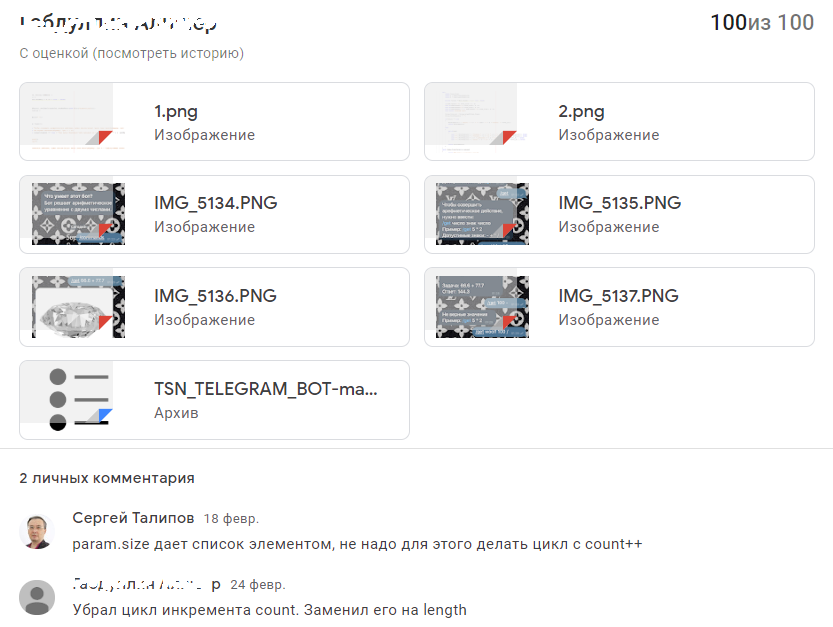 100из 100
С оценкой (посмотреть историю)
1.png
Изображение
2.png
Изображение
IMG_5134.PNG
Изображение
IMG_5135.PNG
Изображение
IMG_5136.PNG
Изображение
IMG_5137.PNG
Изображение
TSN_TELEGRAM_BOT-ma...
Архив
2 личных комментария
Сергей Талипов 18 февр.
param.size дает список элементом, не надо для этого делать цикл с count++
24 февр.
Убрал цикл инкремента count. Заменил его на length